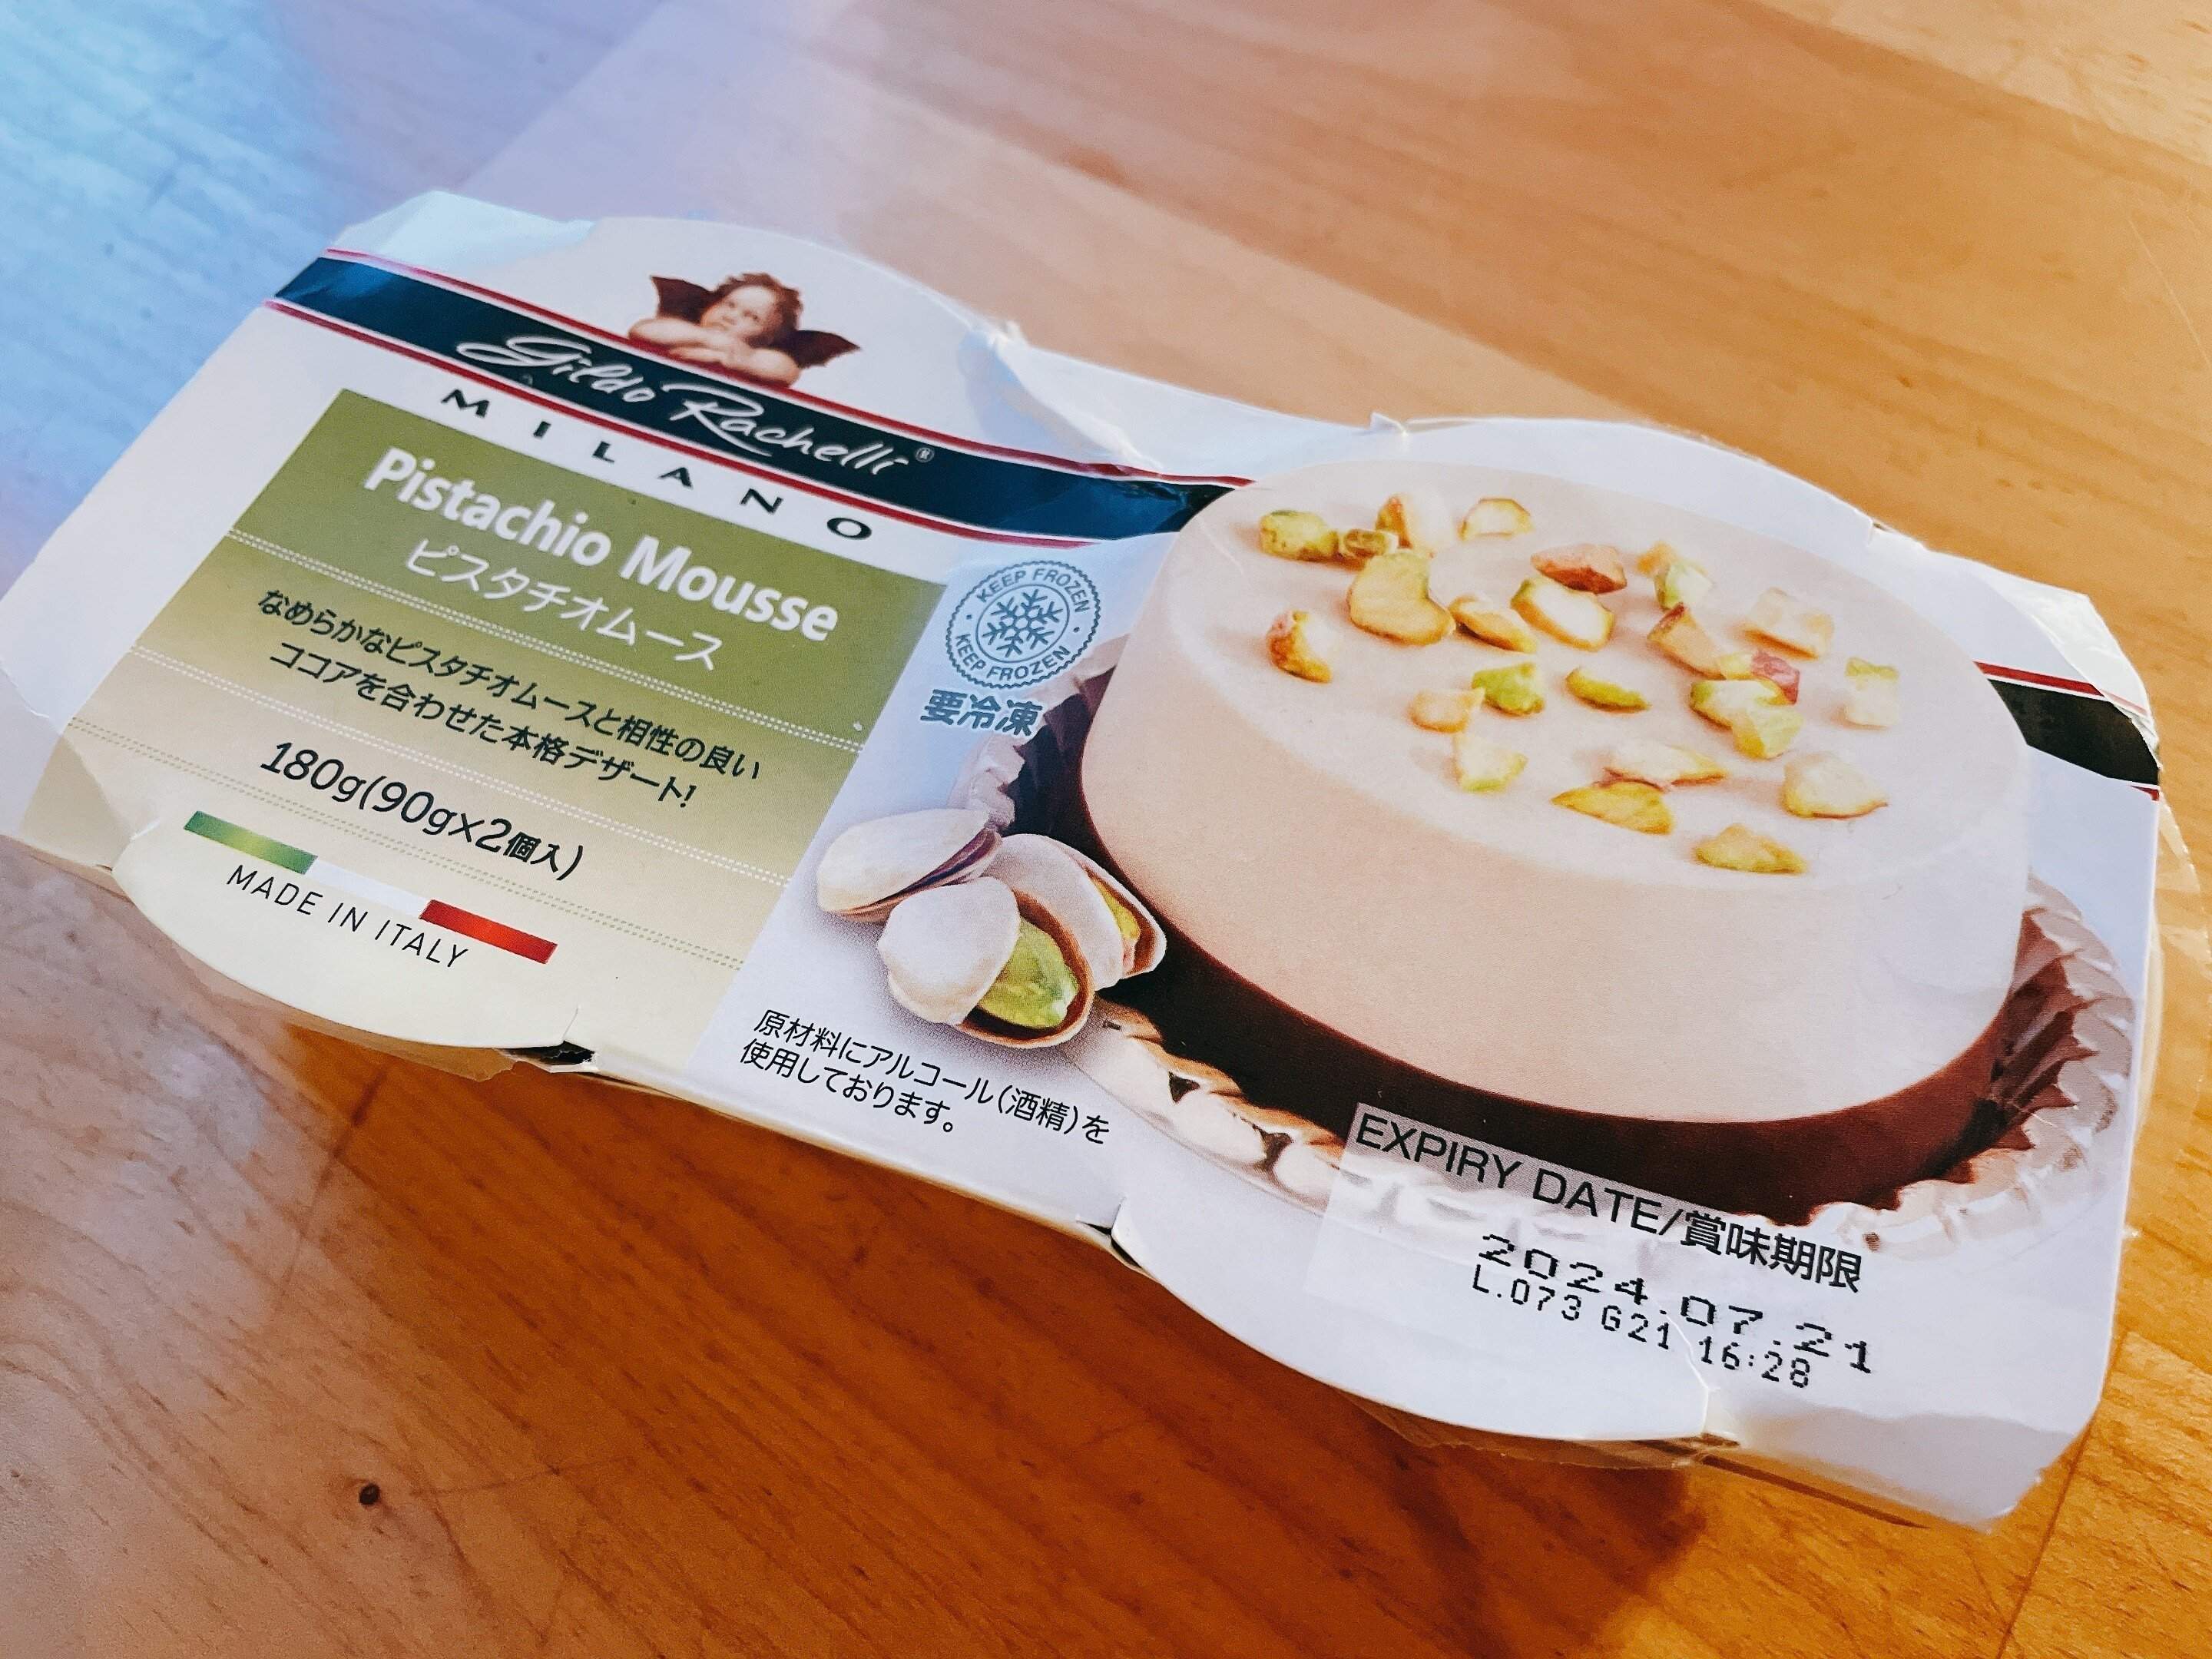 Gildo Rachelli®
MILANO
Pistachio Mousse
ピスタチオムース
なめらかなピスタチオムースと相性の良い
ココアを合わせた本格デザート!
180g(90g×2個入)
MADE IN ITALY
KEEP FROZEN
KEEP FROZEN
要冷凍
原材料にアルコール(酒精)を
使用しております。
EXPIRY DATE/賞味期限
2024.07.21
L.073 G21 16:28